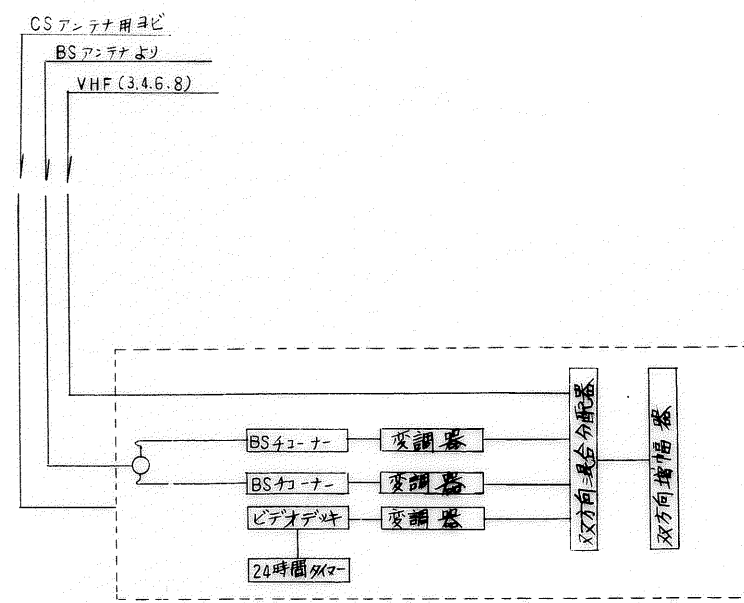 CSアンテナ用ヨビ
BSアンテナより
VHF(3.4.6.8)
BSチューナー
変調器
BSチューナー
変調器
ビデオデッキ
変調器
24時間タイマー
双方向混合分配器
双方向増幅器